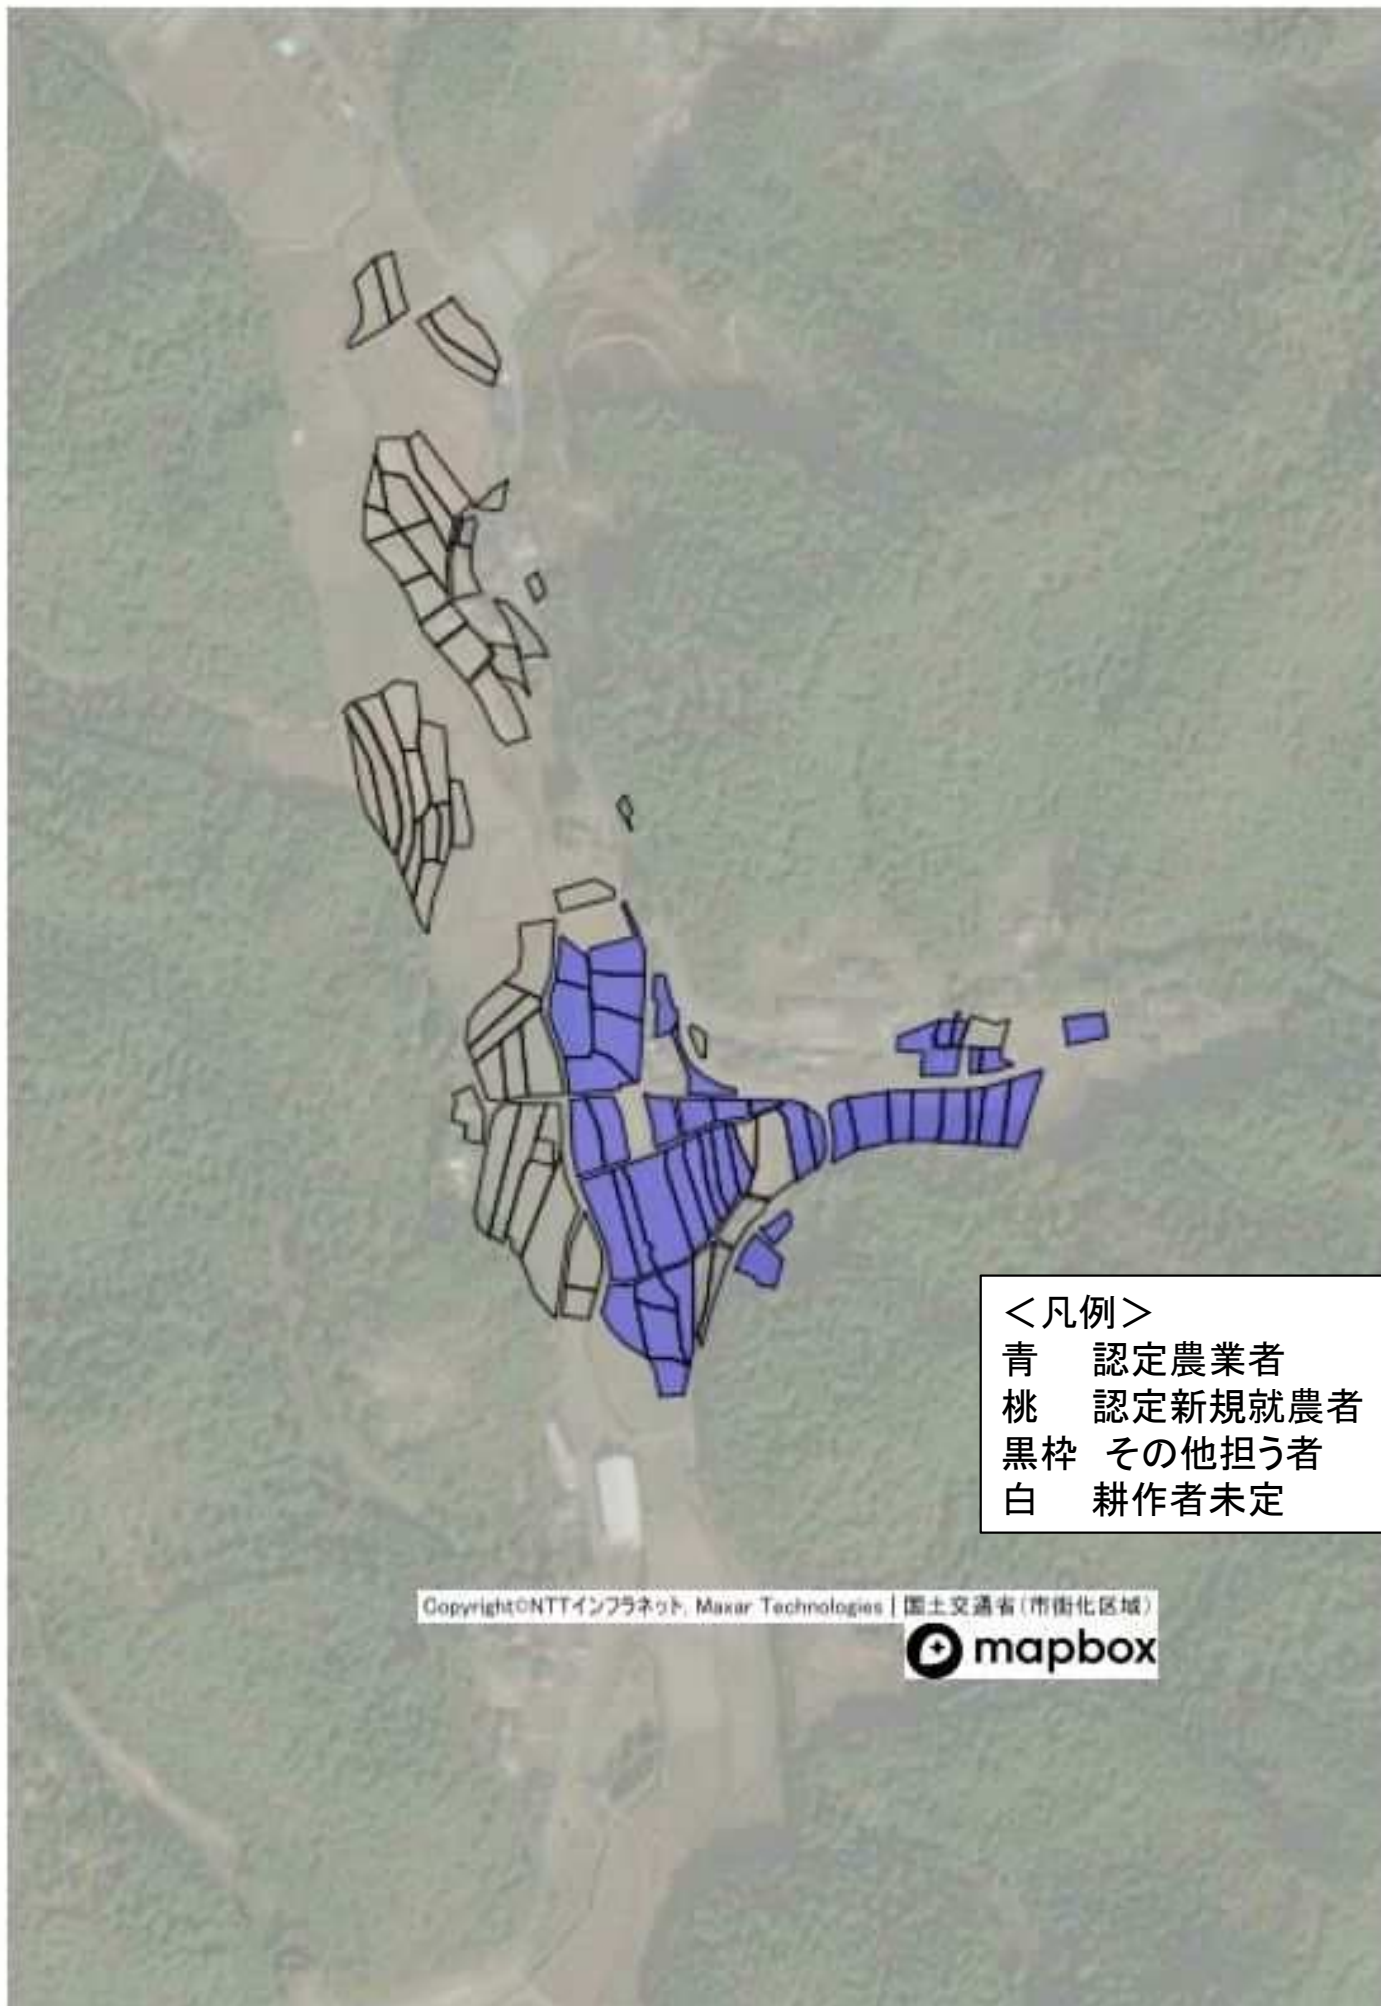 ＜凡例＞
青　認定農業者
桃　認定新規就農者
黒枠　その他担う者
白　耕作者未定
Copyright©NTTインフラネット, Maxar Technologies | 国土交通省(市街化区域)
mapbox